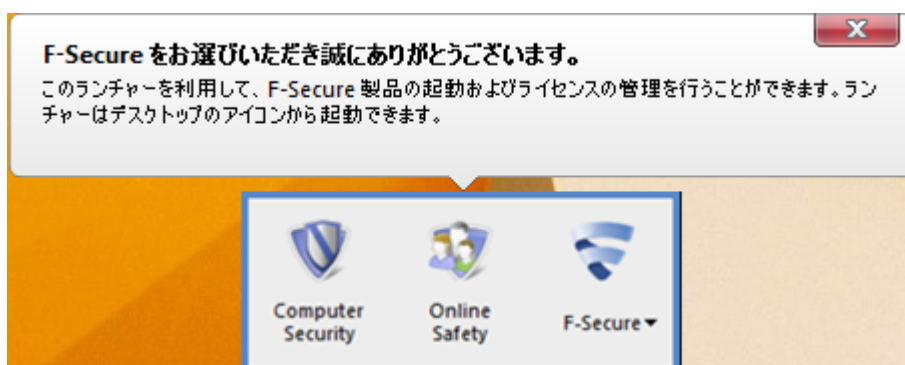 F-Secure をお選びいただき誠にありがとうございます。
このランチャーを利用して、F-Secure 製品の起動およびライセンスの管理を行うことができます。ラン
チャーはデスクトップのアイコンから起動できます。
Computer
Security
Online
Safety
F-Secure▼